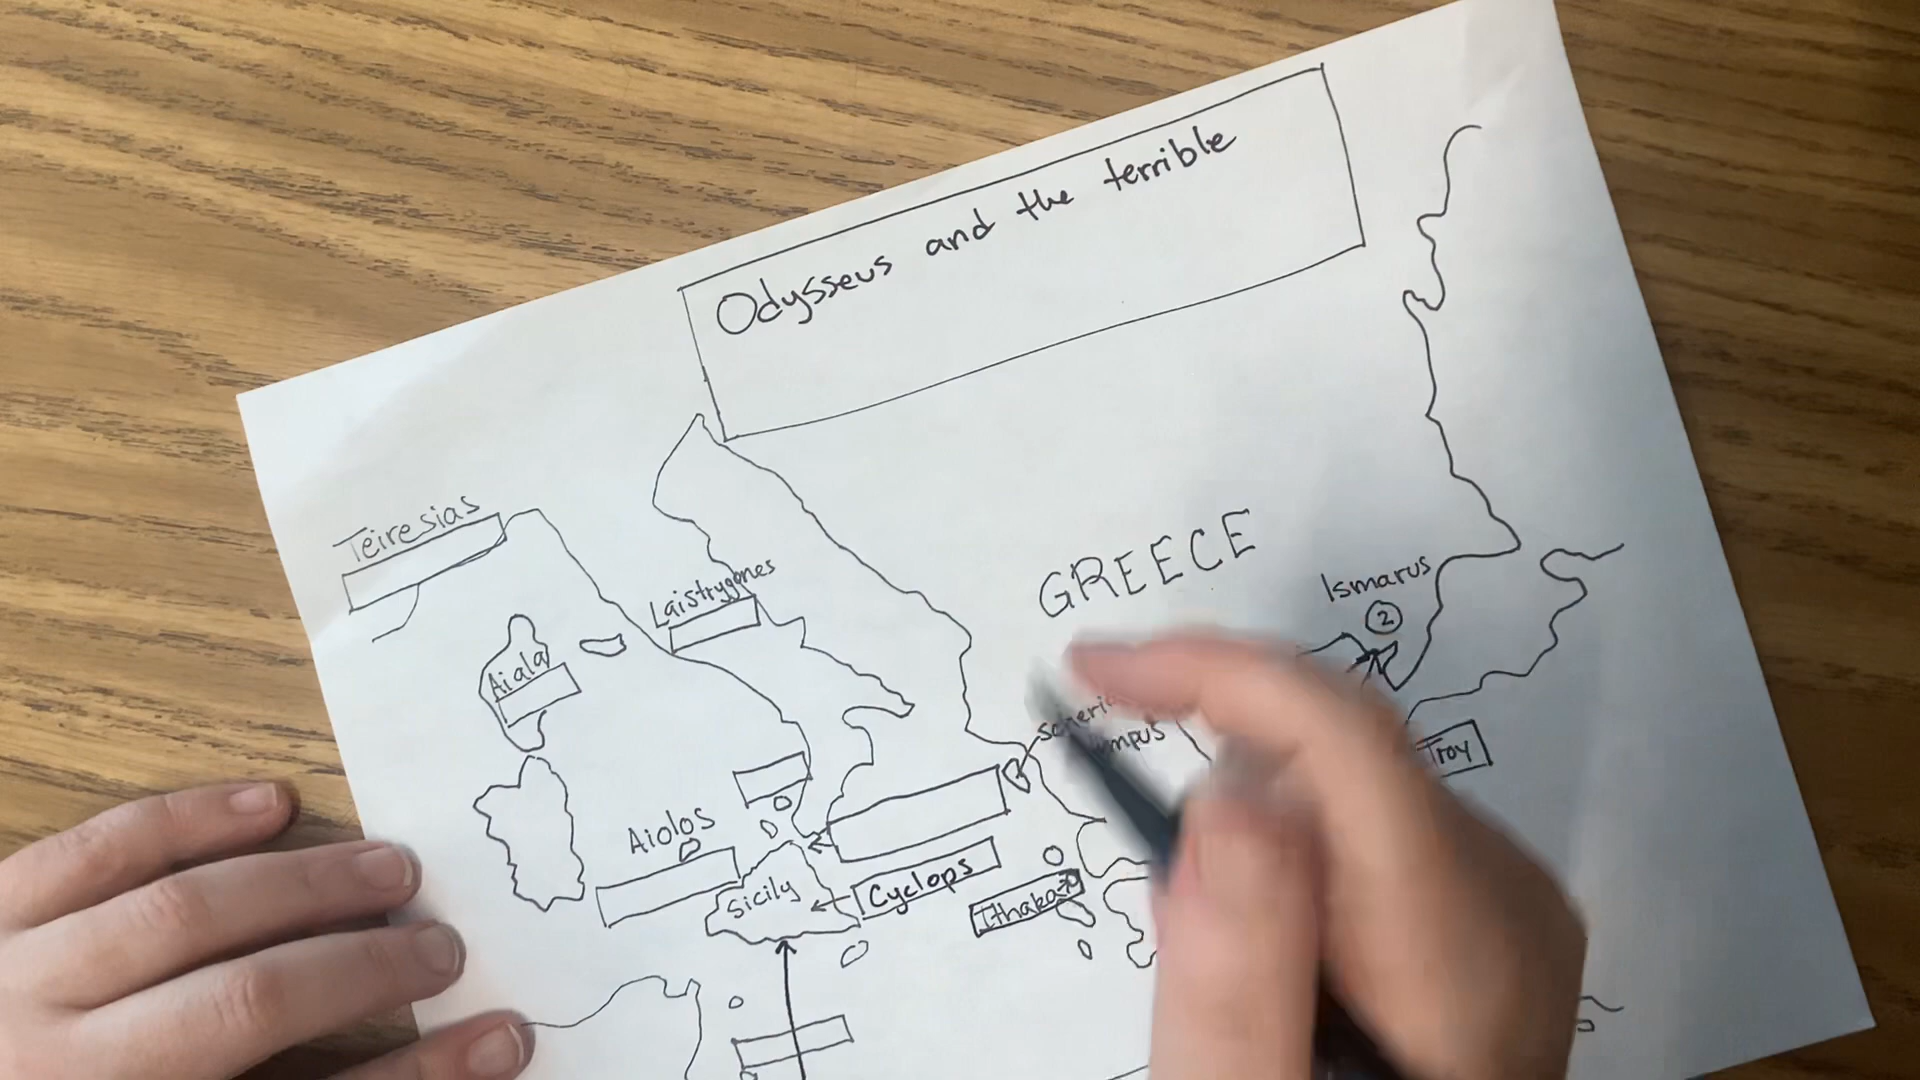 Odysseus and the terrible
GREECE
Teiresias
Laistrygones
Ismarus
2
Aiala
Troy
Aiolos
Sicily
Cyclops
Ithaka